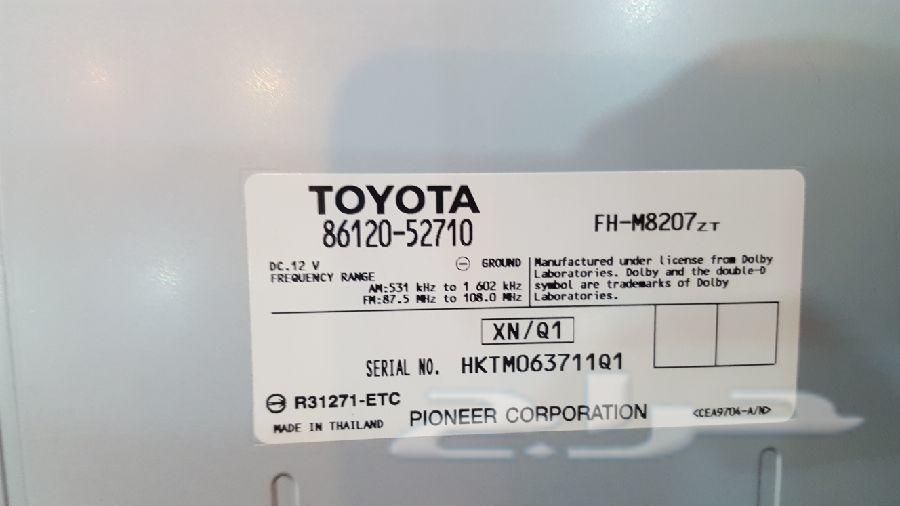 TOYOTA
86120-52710
FH-M8207ZT
DC.12 V
⊖ GROUND
FREQUENCY RANGE
AM:531 kHz to 1 602 kHz
FM:87.5 MHz to 108.0 MHz
Manufactured under license from Dolby
Laboratories. Dolby and the double-D
symbol are trademarks of Dolby
Laboratories.
XN/Q1
SERIAL NO. HKTM063711Q1
R31271-ETC
MADE IN THAILAND
PIONEER CORPORATION
<CEA9704-A/N>
حراج